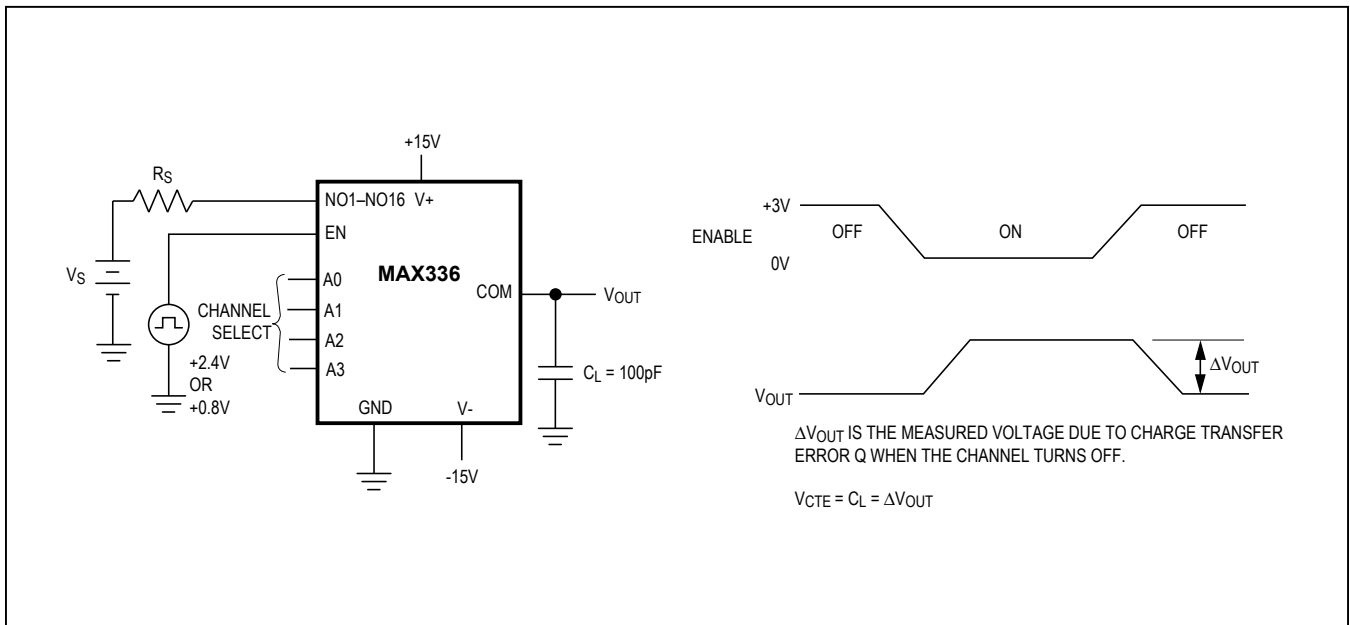 +15V
RS
NO1–NO16 V+
EN
VS
MAX336
A0
A1
A2
A3
CHANNEL
SELECT
COM
VOUT
CL = 100pF
+2.4V
OR
+0.8V
GND
V-
-15V
+3V
ENABLE
OFF
ON
OFF
0V
ΔVOUT
VOUT
ΔVOUT IS THE MEASURED VOLTAGE DUE TO CHARGE TRANSFER
ERROR Q WHEN THE CHANNEL TURNS OFF.
VCTE = CL = ΔVOUT